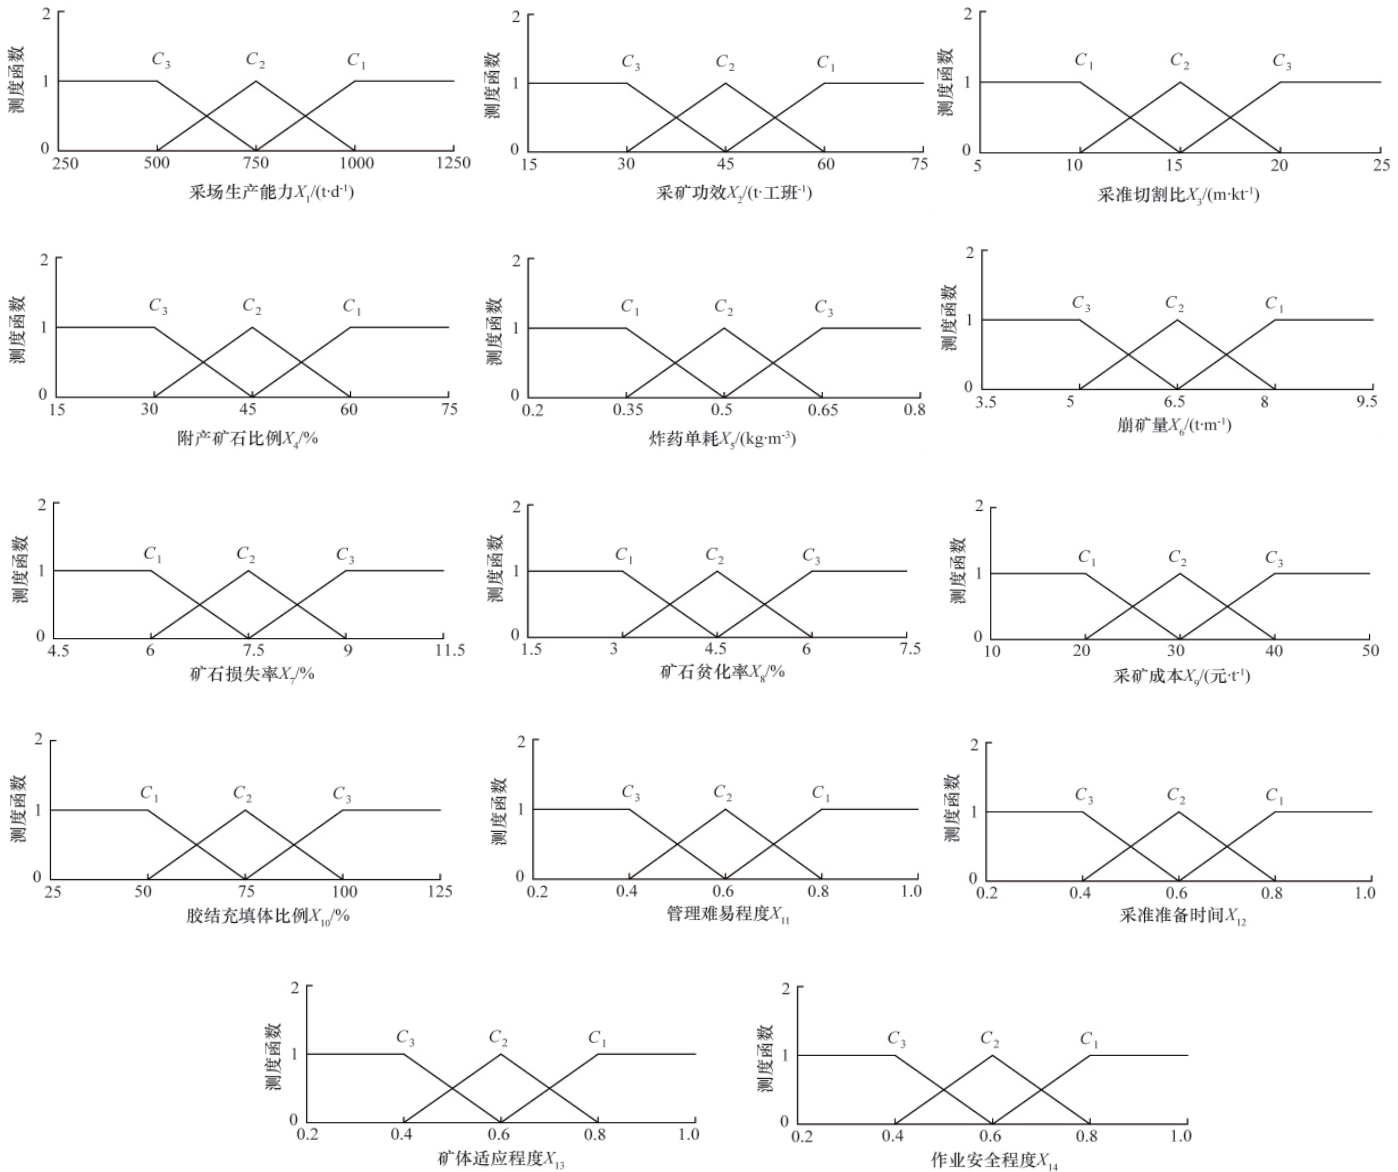 2
测度函数
C3 C2 C1
1
0
250 500 750 1000 1250
采场生产能力X1/(t·d-1)
2
测度函数
C3 C2 C1
1
0
15 30 45 60 75
采矿功效X2/(t·工班-1)
2
测度函数
C1 C2 C3
1
0
5 10 15 20 25
采准切割比X3/(m·kt-1)
2
测度函数
C3 C2 C1
1
0
15 30 45 60 75
附产矿石比例X4/%
2
测度函数
C1 C2 C3
1
0
0.2 0.35 0.5 0.65 0.8
炸药单耗X5/(kg·m-3)
2
测度函数
C3 C2 C1
1
0
3.5 5 6.5 8 9.5
崩矿量X6/(t·m-1)
2
测度函数
C1 C2 C3
1
0
4.5 6 7.5 9 11.5
矿石损失率X7/%
2
测度函数
C1 C2 C3
1
0
1.5 3 4.5 6 7.5
矿石贫化率X8/%
2
测度函数
C1 C2 C3
1
0
10 20 30 40 50
采矿成本X9/(元·t-1)
2
测度函数
C1 C2 C3
1
0
25 50 75 100 125
胶结充填体比例X10/%
2
测度函数
C3 C2 C1
1
0
0.2 0.4 0.6 0.8 1.0
管理难易程度X11
2
测度函数
C3 C2 C1
1
0
0.2 0.4 0.6 0.8 1.0
采准准备时间X12
2
测度函数
C3 C2 C1
1
0
0.2 0.4 0.6 0.8 1.0
矿体适应程度X13
2
测度函数
C3 C2 C1
1
0
0.2 0.4 0.6 0.8 1.0
作业安全程度X14